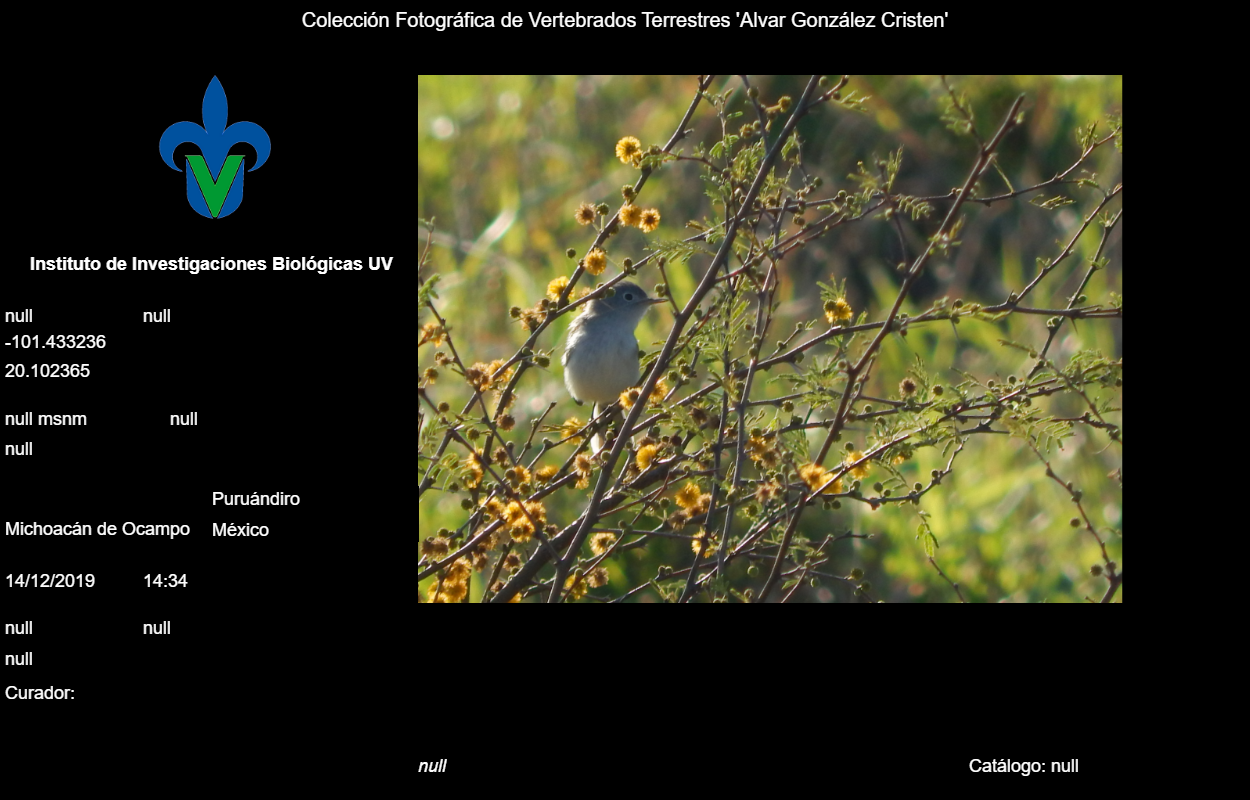 Colección Fotográfica de Vertebrados Terrestres 'Alvar González Cristen'
V
Instituto de Investigaciones Biológicas UV
null null
-101.433236
20.102365
null msnm null
null
Puruándiro
Michoacán de Ocampo México
14/12/2019 14:34
null null
null
Curador:
null Catálogo: null